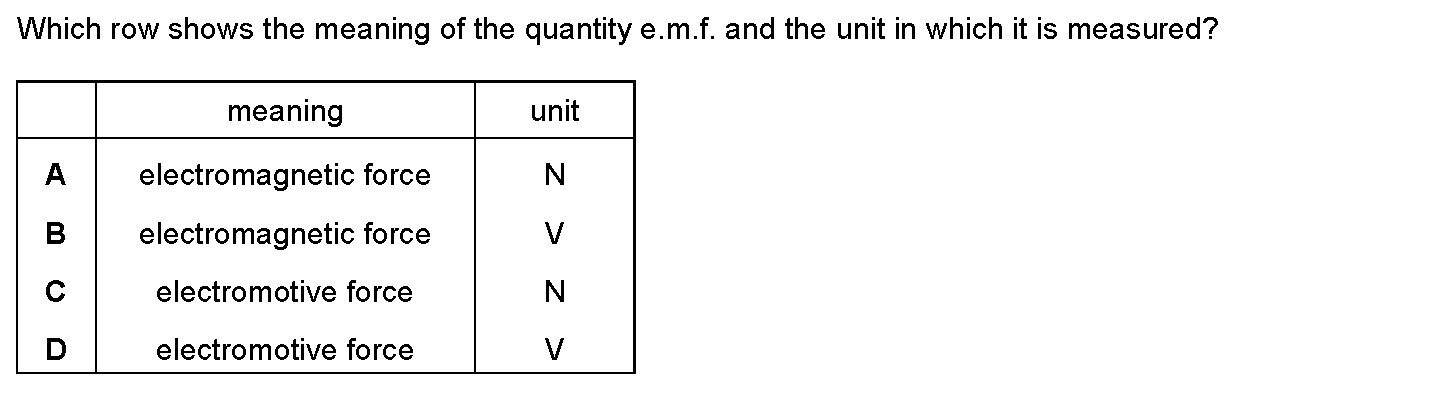 Which row shows the meaning of the quantity e.m.f. and the unit in which it is measured?
meaning unit
A electromagnetic force N
B electromagnetic force V
C electromotive force N
D electromotive force V